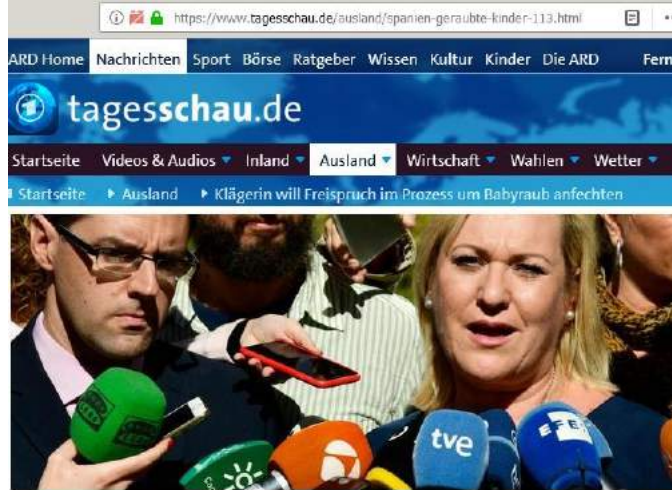 https://www.tagesschau.de/ausland/spanien-geraubte-kinder-113.html
ARD Home Nachrichten Sport Börse Ratgeber Wissen Kultur Kinder Die ARD
tagesschau.de
Startseite Videos & Audios Inland Ausland Wirtschaft Wahlen Wetter
Startseite Ausland Klägerin will Freispruch im Prozess um Babyraub anfechten
tve
EFE